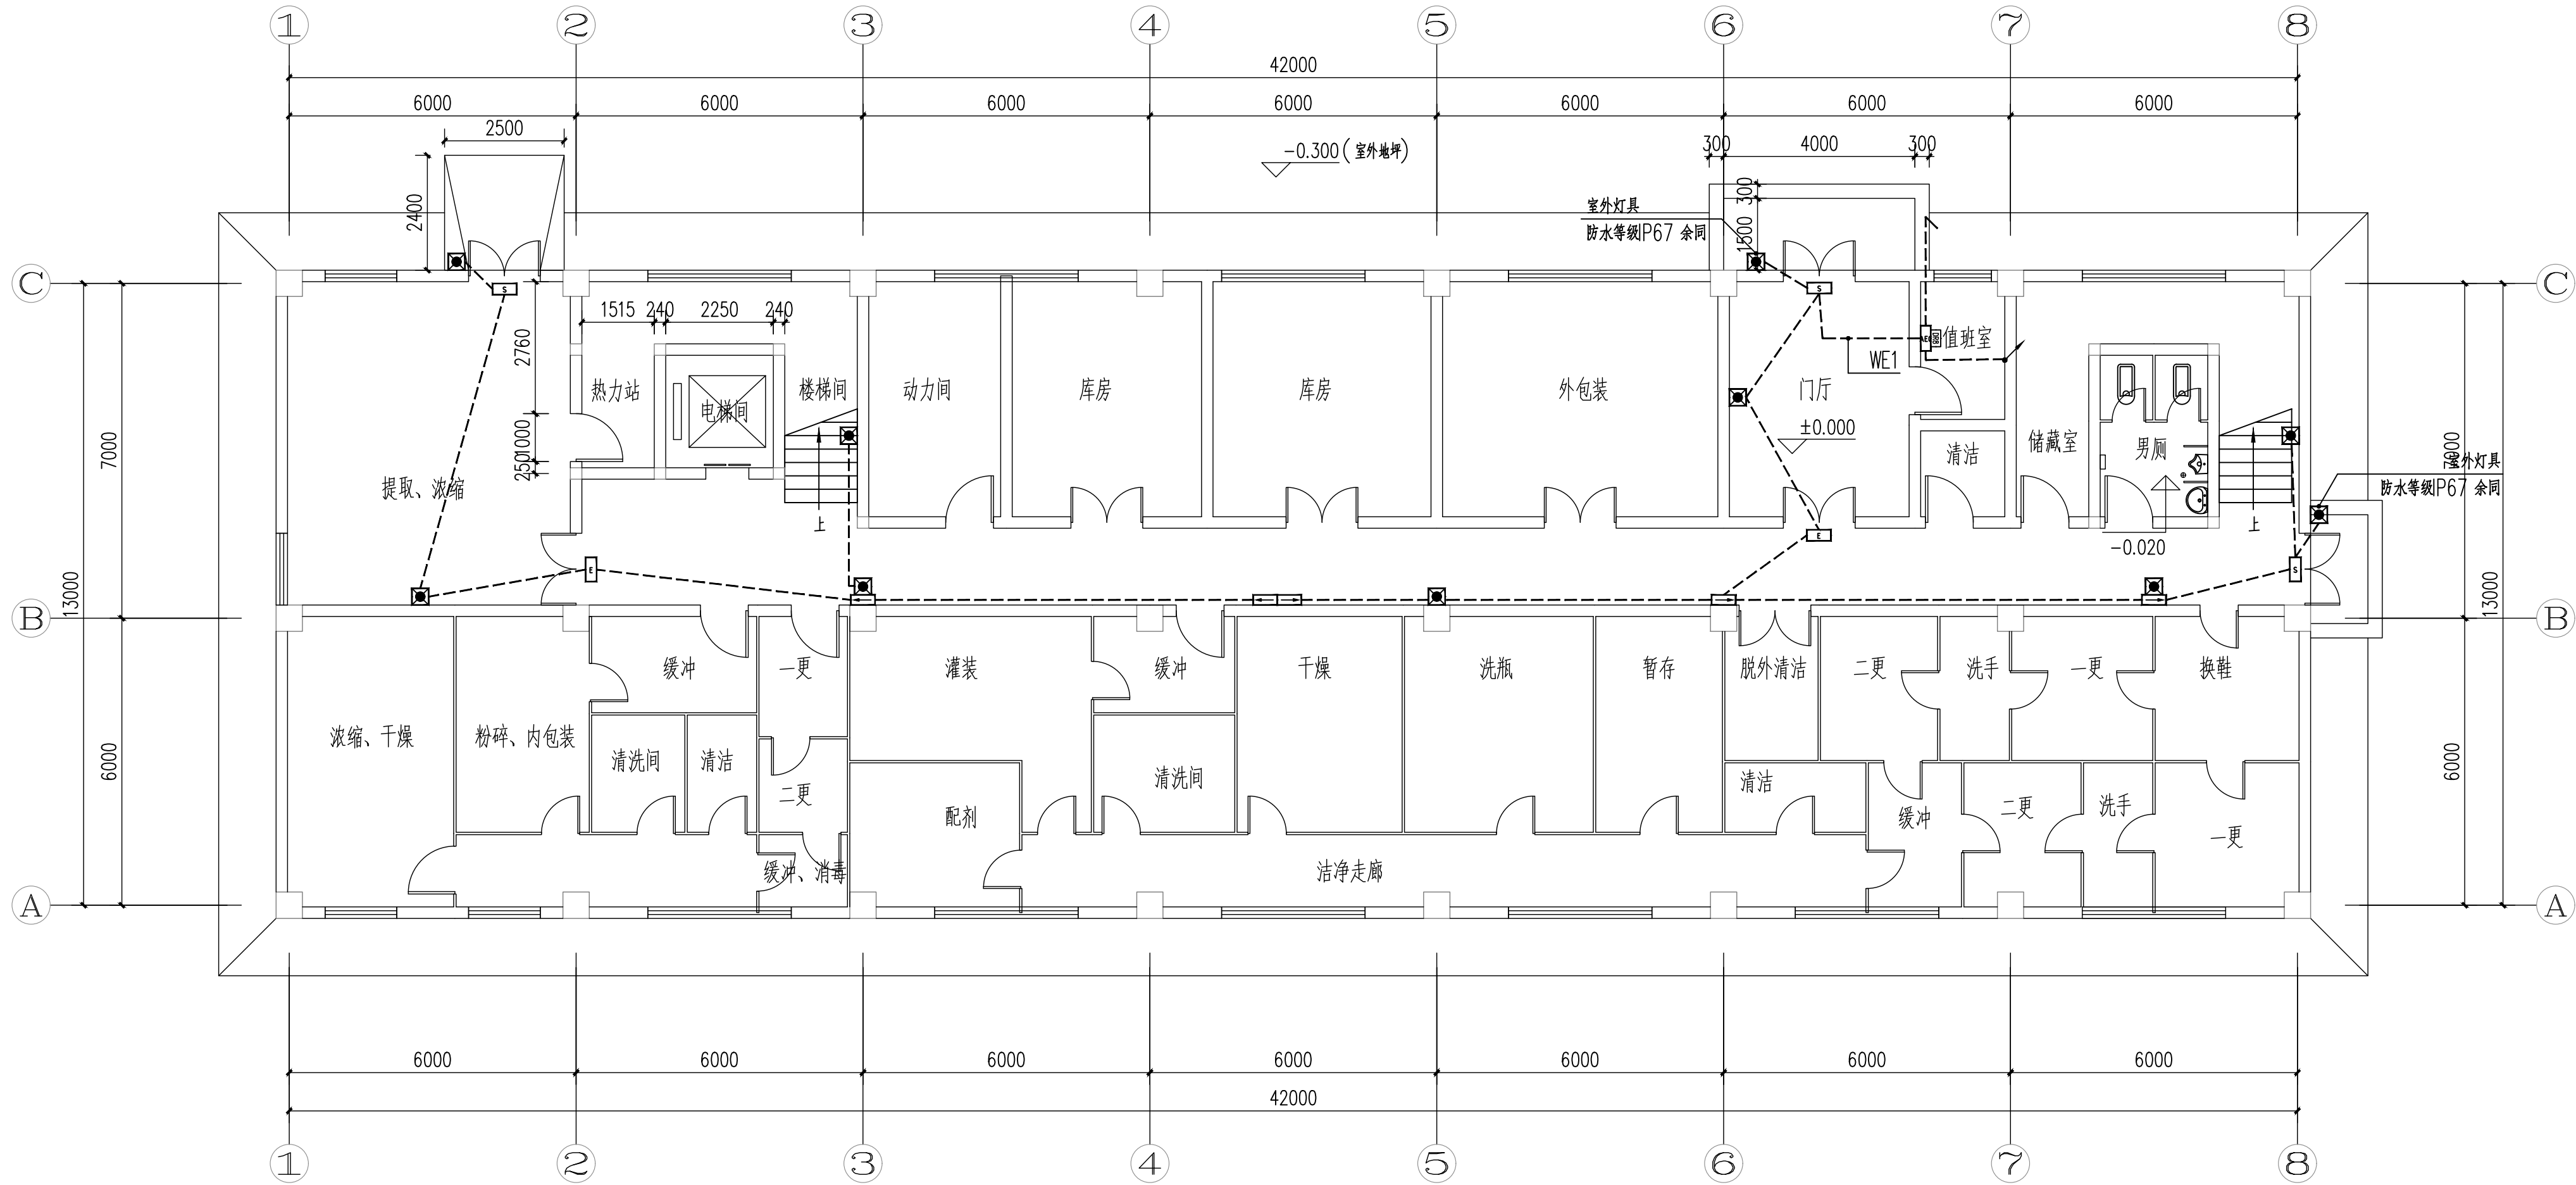 1 2 3 4 5 6 7 8
42000
6000 6000 6000 6000 6000 6000 6000
2500
300 4000 300
-0.300(室外地坪)
2400
300
1500
室外灯具
防水等级IP67 余同
C C
S S
1515 240 2250 240
2760
AEC
值班室
WE1
热力站 电梯间 楼梯间 动力间 库房 库房 外包装 门厅
±0.000
1000
250
7000 7000
提取、浓缩
清洁 储藏室 男厕
室外灯具
防水等级IP67 余同
上 上
-0.020
E E S
13000 13000
B B
缓冲 一更 灌装 缓冲 干燥 洗瓶 暂存 脱外清洁 二更 洗手 一更 换鞋
浓缩、干燥 粉碎、内包装 清洗间 清洁 二更 清洗间 清洁
6000 6000
配剂 缓冲 二更 洗手 一更
缓冲、消毒 洁净走廊
A A
6000 6000 6000 6000 6000 6000 6000
42000
1 2 3 4 5 6 7 8